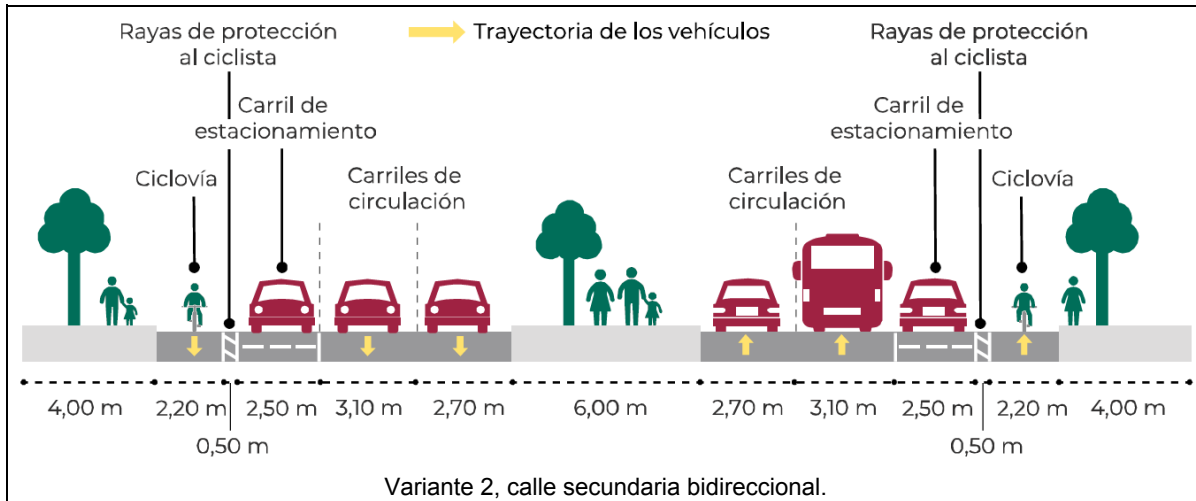 Rayas de protección
al ciclista
Trayectoria de los vehículos
Rayas de protección
al ciclista
Carril de
estacionamiento
Carril de
estacionamiento
Ciclovía
Carriles de
circulación
Carriles de
circulación
Ciclovía
4,00 m 2,20 m 2,50 m 3,10 m 2,70 m 6,00 m 2,70 m 3,10 m 2,50 m 2,20 m 4,00 m
0,50 m 0,50 m
Variante 2, calle secundaria bidireccional.